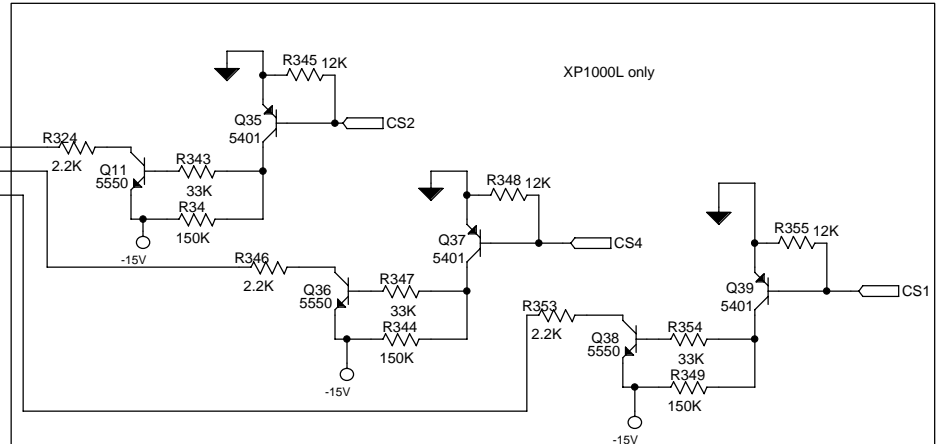 R345 12K
XP1000L only
Q35
5401
CS2
R324
2.2K
Q11
5550
R343
33K
R34
150K
-15V
R348
12K
Q37
5401
CS4
R346
2.2K
Q36
5550
R347
33K
R344
150K
-15V
R355
12K
Q39
5401
CS1
R353
2.2K
Q38
5550
R354
33K
R349
150K
-15V